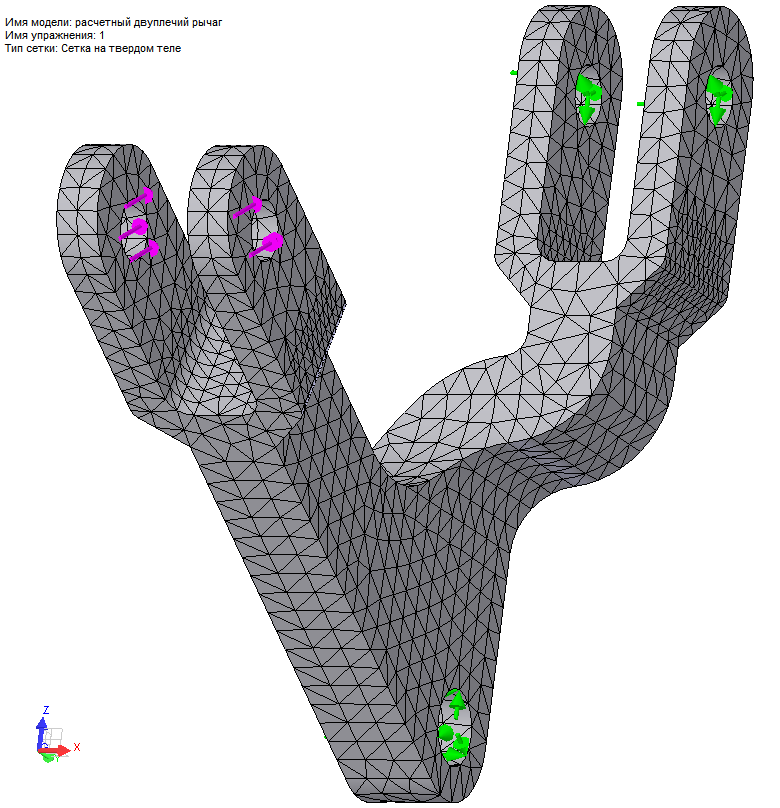 Имя модели: расчетный двуплечий рычаг
Имя упражнения: 1
Тип сетки: Сетка на твердом теле
Z
X